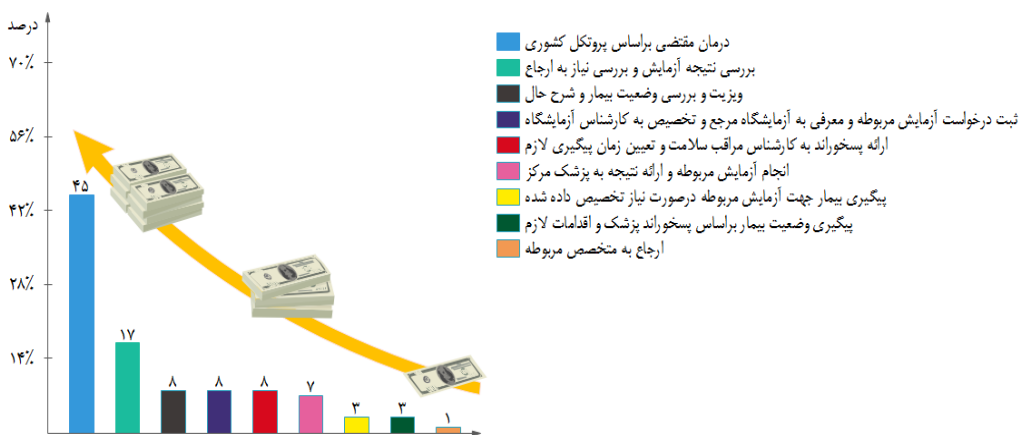 درصد
۷۰٪
۵۶٪
۴۲٪
۲۸٪
۱۴٪
۴۵
۱۷
۸
۸
۸
۷
۳
۳
۱
درمان مقتضی براساس پروتکل کشوری
بررسی نتیجه آزمایش و بررسی نیاز به ارجاع
ویزیت و بررسی وضعیت بیمار و شرح حال
ثبت درخواست آزمایش مربوطه و معرفی به آزمایشگاه مرجع و تخصیص به کارشناس آزمایشگاه
ارائه پسخوراند به کارشناس مراقب سلامت و تعیین زمان پیگیری لازم
انجام آزمایش مربوطه و ارائه نتیجه به پزشک مرکز
پیگیری بیمار جهت آزمایش مربوطه درصورت نیاز تخصیص داده شده
پیگیری وضعیت بیمار براساس پسخوراند پزشک و اقدامات لازم
ارجاع به متخصص مربوطه